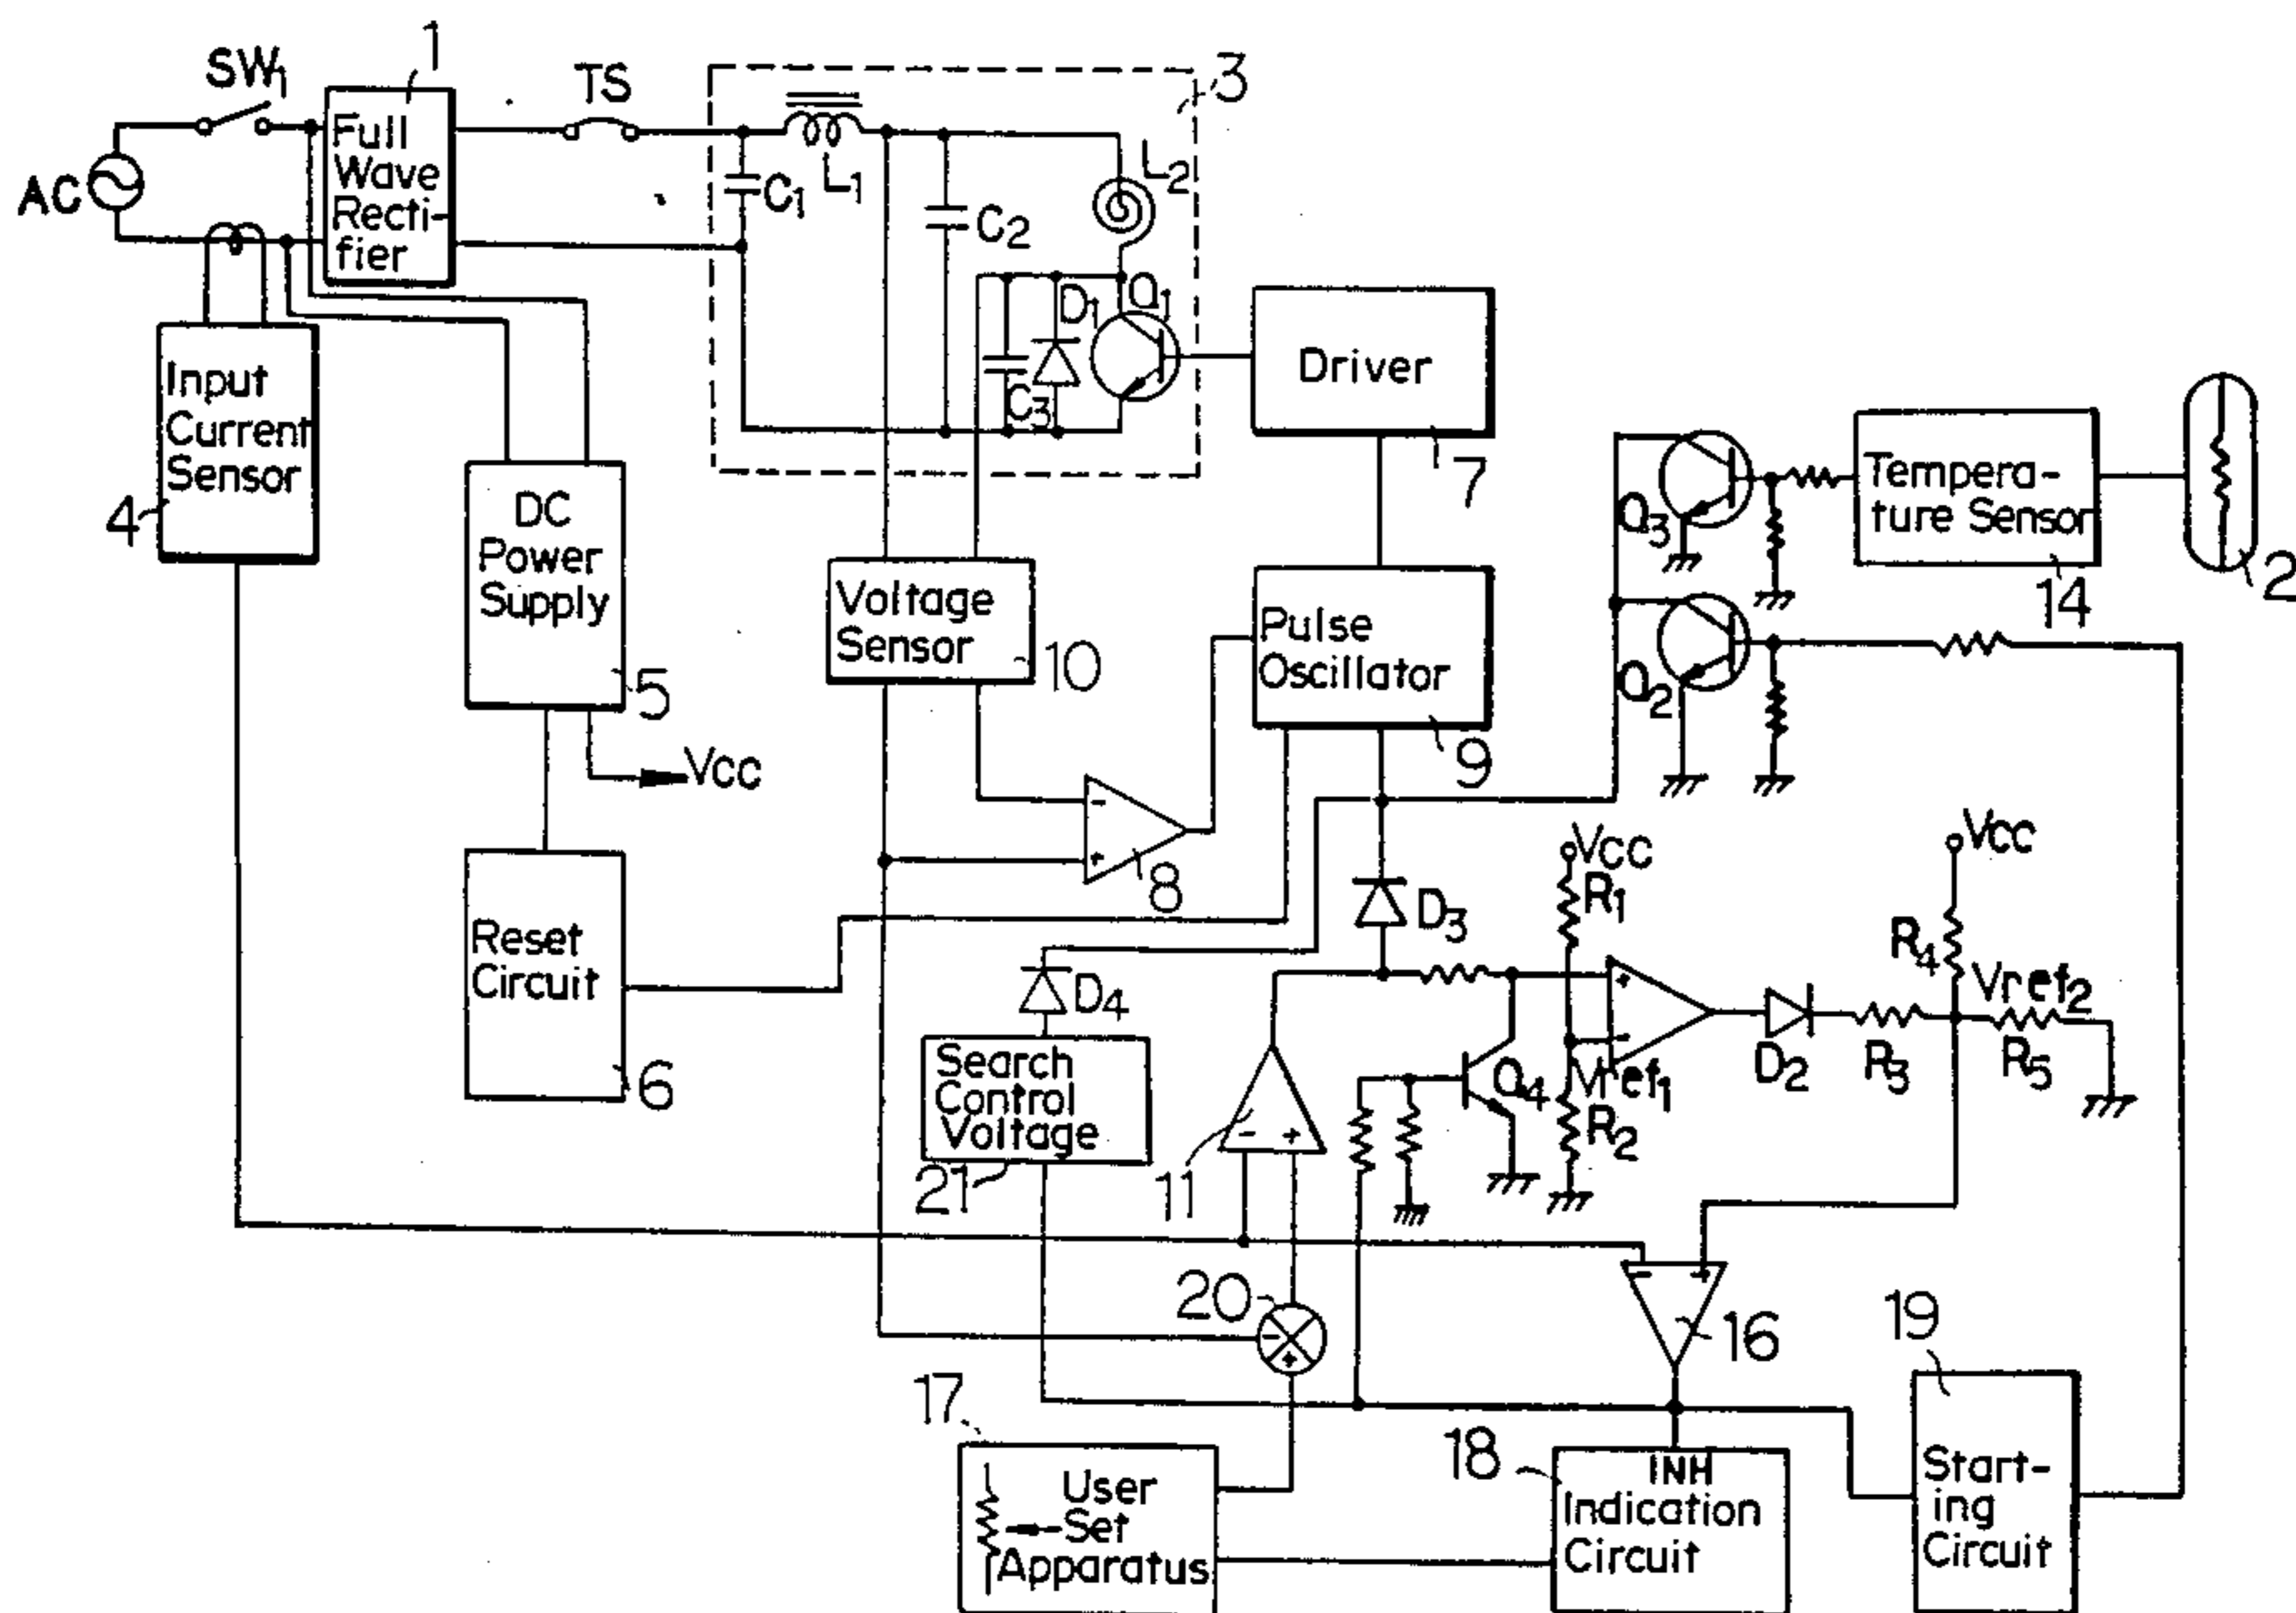 SW1
1
TS
3
Full
Wave
Recti-
fier
AC
C1
L1
L2
C2
D1
Q1
C3
Input
Current
Sensor
4
DC
Power
Supply
5
Vcc
Driver
7
Q3
Tempera-
ture Sensor
14
2
Voltage
Sensor
10
Pulse
Oscillator
9
Q2
-
+
8
Reset
Circuit
6
D3
Vcc
R1
Vcc
R4
+
-
Vref2
D2
R3
R5
D4
Search
Control
Voltage
21
11
-
+
Q4
Vref1
R2
20
-
+
-
+
16
19
17
User
Set
Apparatus
18
INH
Indication
Circuit
Start-
ing
Circuit